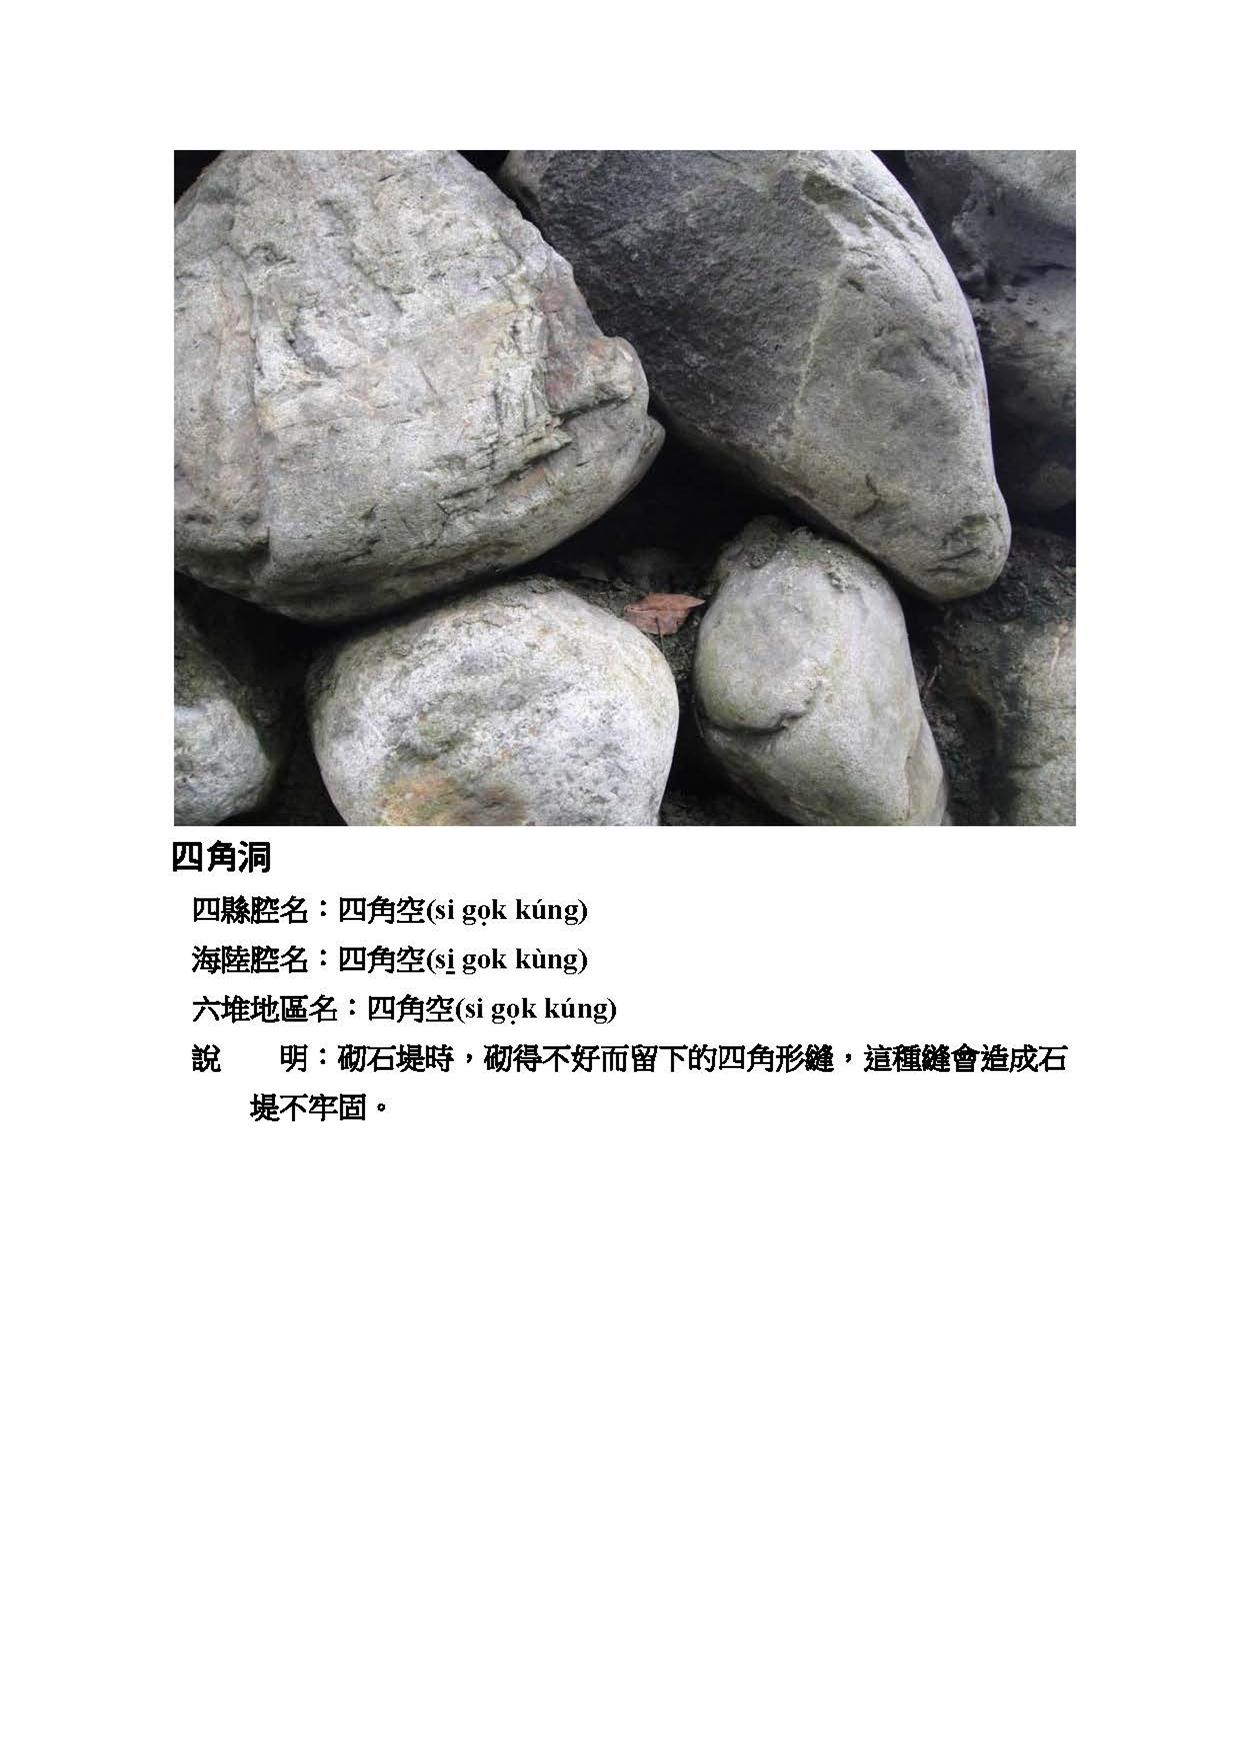 四角洞
四縣腔名：四角空(si gọk kúng)
海陸腔名：四角空(si̠ gok kùng)
六堆地區名：四角空(si gọk kúng)
說　　明：砌石堤時，砌得不好而留下的四角形縫，這種縫會造成石
堤不牢固。